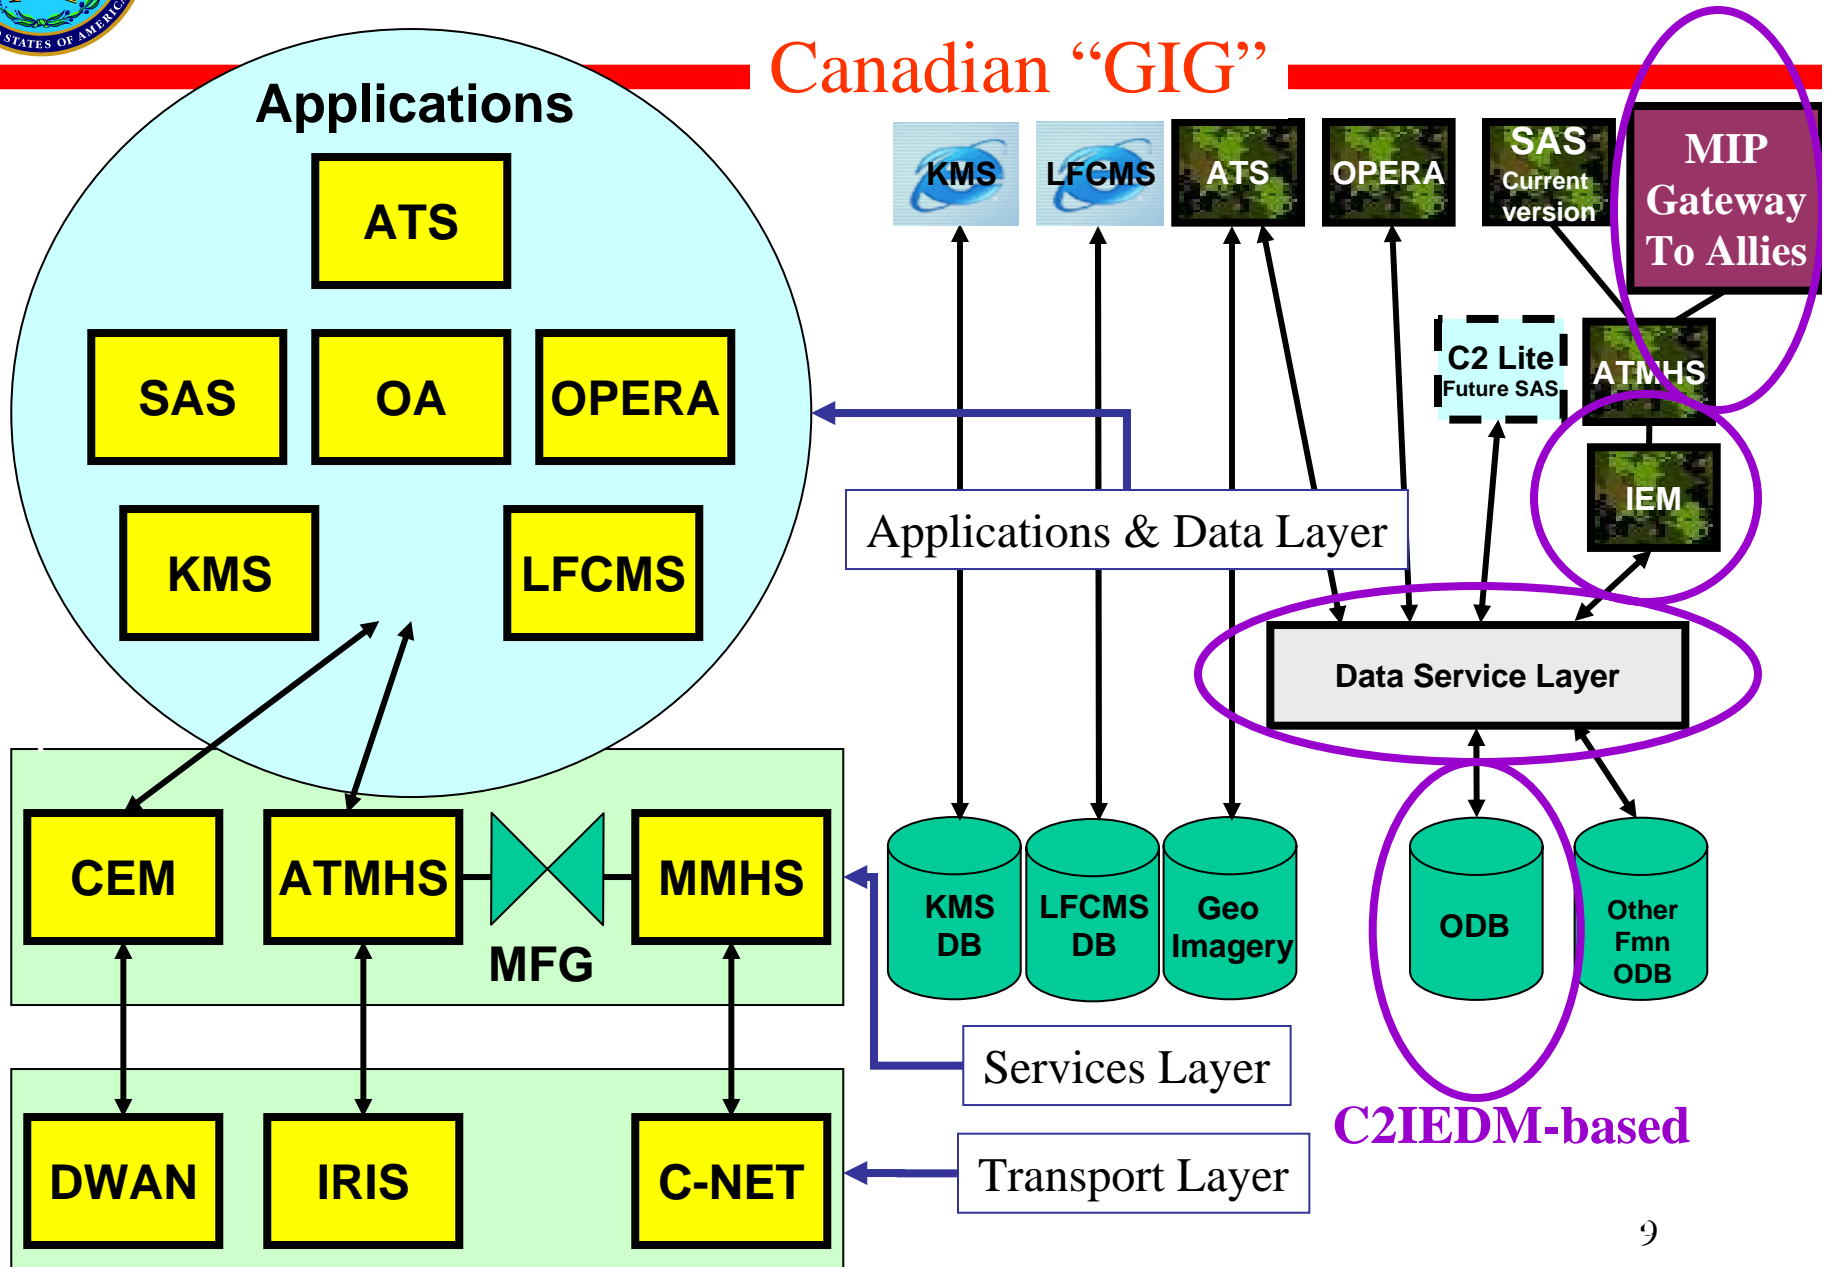 STATES OF AMERICA
Canadian “GIG”
Applications
ATS
SAS
OA
OPERA
KMS
LFCMS
CEM
ATMHS
MMHS
MFG
DWAN
IRIS
C-NET
KMS
LFCMS
ATS
OPERA
SAS
Current
version
MIP
Gateway
To Allies
C2 Lite
Future SAS
ATMHS
IEM
Applications & Data Layer
Data Service Layer
KMS
DB
LFCMS
DB
Geo
Imagery
ODB
Other
Fmn
ODB
Services Layer
Transport Layer
C2IEDM-based
9